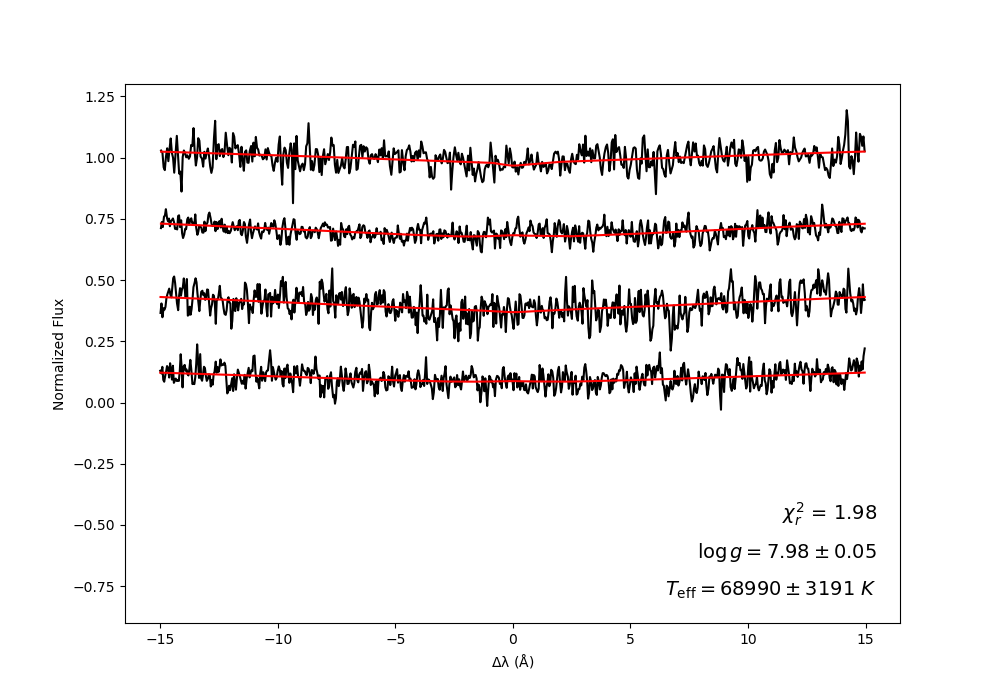 1.25
1.00
0.75
0.50
0.25
0.00
−0.25
−0.50
−0.75
Normalized Flux
χ²ᵣ = 1.98
log g = 7.98 ± 0.05
T_eff = 68990 ± 3191 K
−15 −10 −5 0 5 10 15
Δλ (Å)